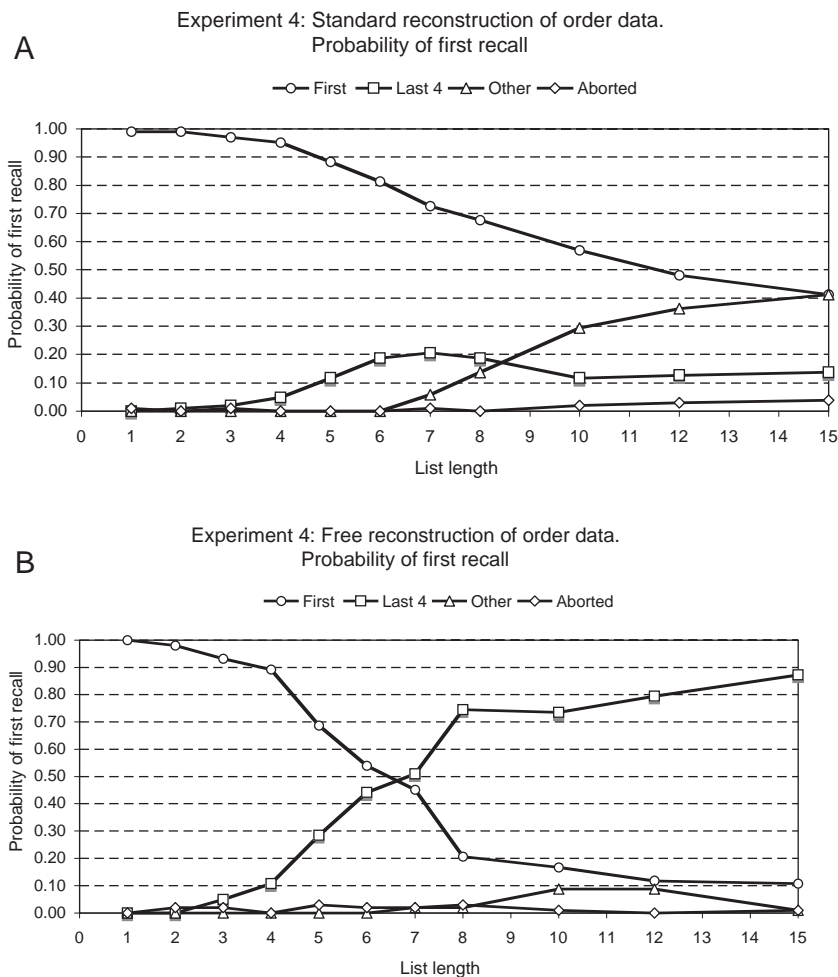 Experiment 4: Standard reconstruction of order data.
Probability of first recall
A
First Last 4 Other Aborted
1.00
0.90
0.80
0.70
0.60
0.50
0.40
0.30
0.20
0.10
0.00
Probability of first recall
0 1 2 3 4 5 6 7 8 9 10 11 12 13 14 15
List length
Experiment 4: Free reconstruction of order data.
Probability of first recall
B
First Last 4 Other Aborted
1.00
0.90
0.80
0.70
0.60
0.50
0.40
0.30
0.20
0.10
0.00
Probability of first recall
0 1 2 3 4 5 6 7 8 9 10 11 12 13 14 15
List length